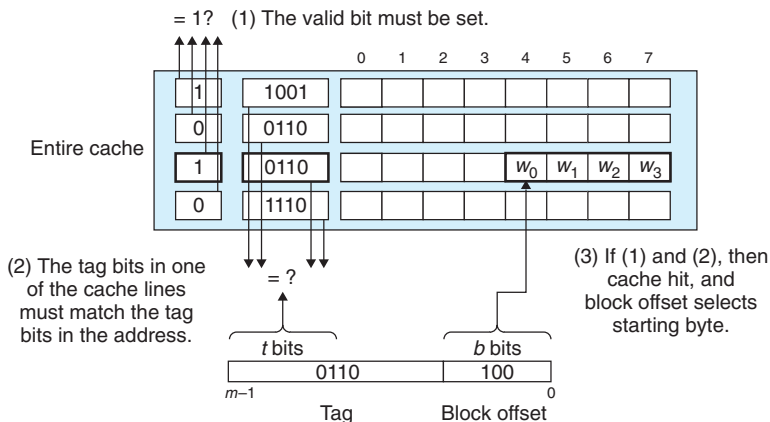 = 1? (1) The valid bit must be set.
0 1 2 3 4 5 6 7
1 1001
0 0110
Entire cache
1 0110 w0 w1 w2 w3
0 1110
(2) The tag bits in one
of the cache lines
must match the tag
bits in the address.
= ?
(3) If (1) and (2), then
cache hit, and
block offset selects
starting byte.
t bits b bits
0110 100
m–1 0
Tag Block offset